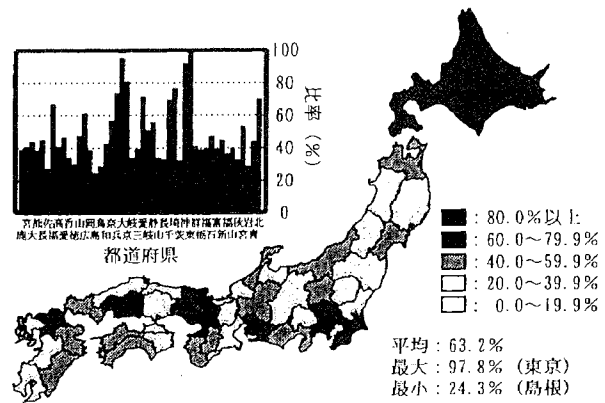 100
80
60
40
20
0
比率 (%)
都道府県
: 80.0%以上
: 60.0～79.9%
: 40.0～59.9%
: 20.0～39.9%
: 0.0～19.9%
平均 : 63.2%
最大 : 97.8% (東京)
最小 : 24.3% (島根)